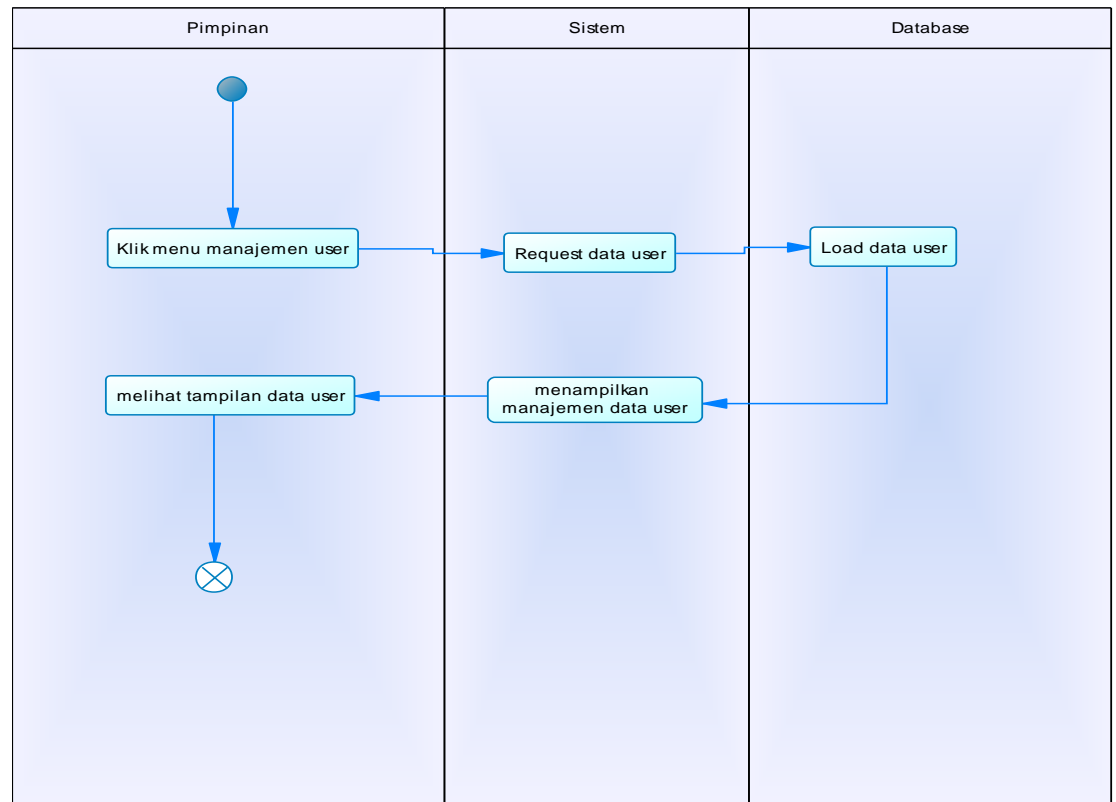 Pimpinan
Sistem
Database
Klik menu manajemen user
Request data user
Load data user
melihat tampilan data user
menampilkan
manajemen data user